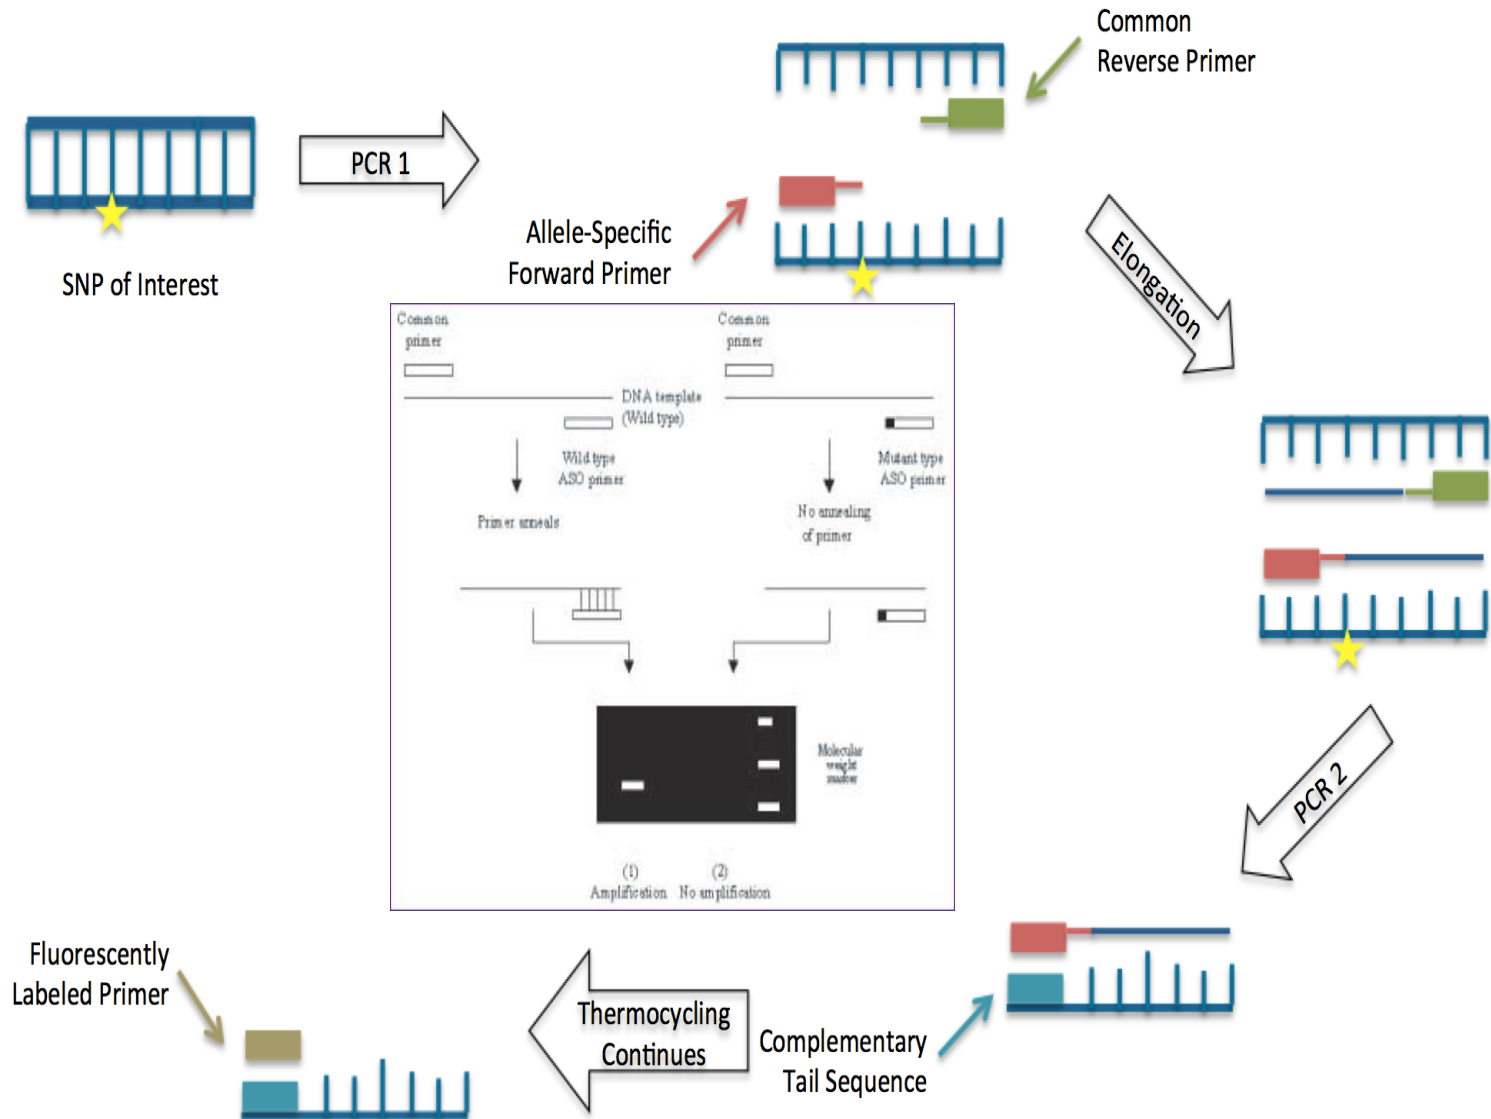 Common
Reverse Primer
PCR 1
Allele-Specific
Forward Primer
SNP of Interest
Elongation
Common
primer
Common
primer
DNA template
(Wild type)
Wild type
ASO primer
Mutant type
ASO primer
Primer anneals
No annealing
of primer
Molecular
weight
marker
(1)
Amplification
(2)
No amplification
PCR 2
Fluorescently
Labeled Primer
Thermocycling
Continues
Complementary
Tail Sequence